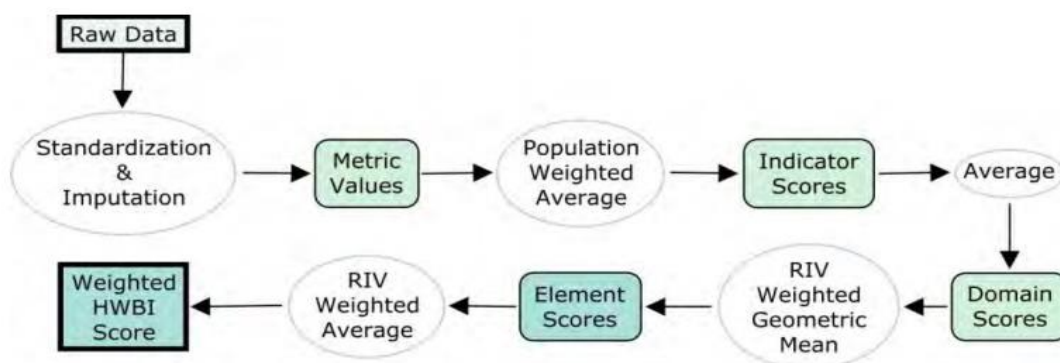 Raw Data
Standardization
&
Imputation
Metric
Values
Population
Weighted
Average
Indicator
Scores
Average
Domain
Scores
RIV
Weighted
Geometric
Mean
Element
Scores
RIV
Weighted
Average
Weighted
HWBI
Score